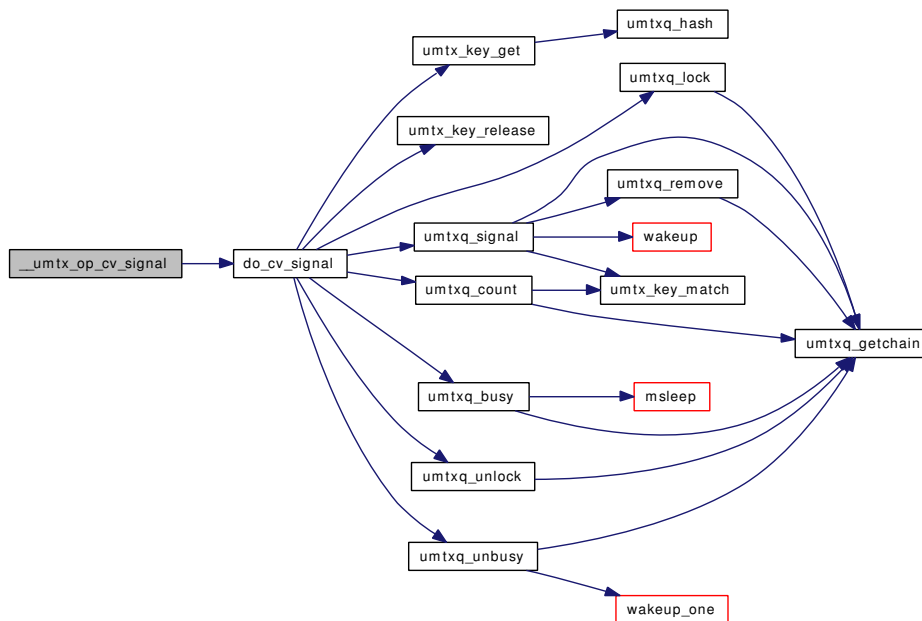 umtxq_hash
umtx_key_get
umtxq_lock
umtx_key_release
umtxq_remove
umtxq_signal
wakeup
__umtx_op_cv_signal
do_cv_signal
umtxq_count
umtx_key_match
umtxq_getchain
umtxq_busy
msleep
umtxq_unlock
umtxq_unbusy
wakeup_one